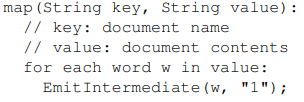 map(String key, String value):
// key: document name
// value: document contents
for each word w in value:
EmitIntermediate(w, "1");